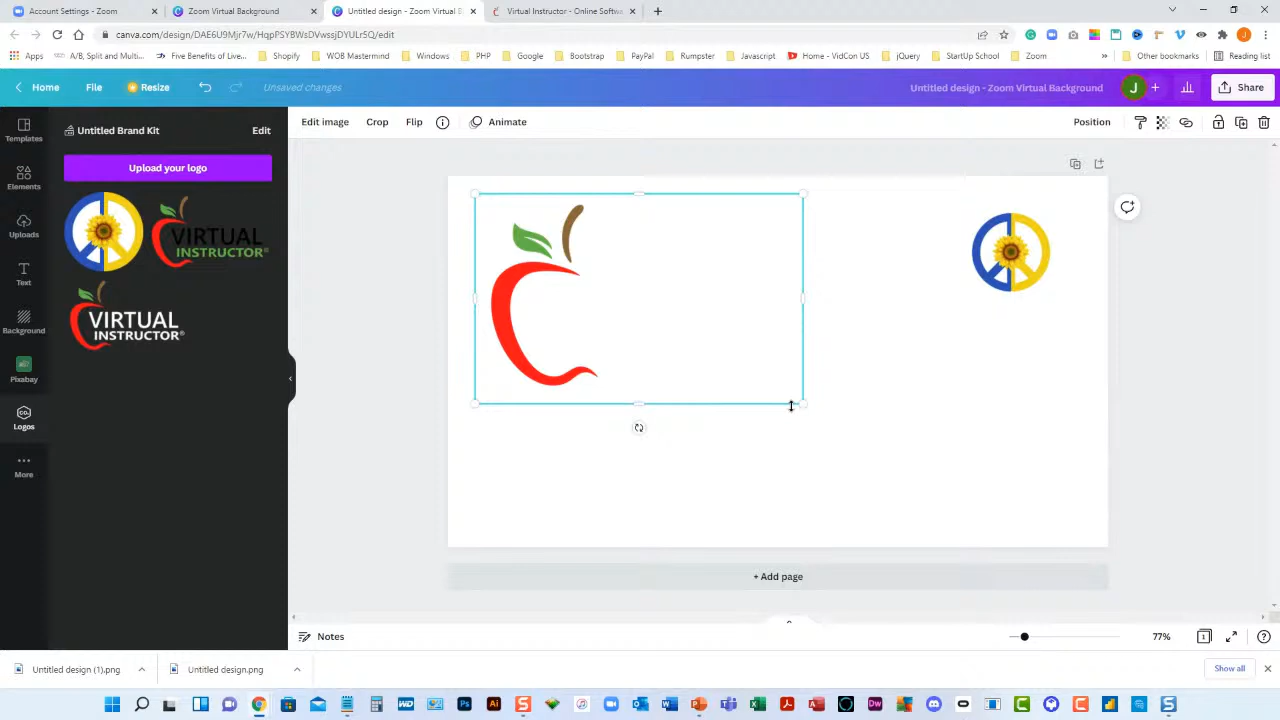 Account Settings - Zoom
Zoom Virtual Background
Untitled design - Zoom Virtual B
Virtual Instructor - Online Softwa
canva.com/design/DAE6U9Mjr7w/HqpPSYBWsDVwssjDYULr5Q/edit
Apps
A/B, Split and Multi...
Five Benefits of Live...
Shopify
WOB Mastermind
Windows
PHP
Google
Bootstrap
PayPal
Rumpster
Javascript
Home - VidCon US
jQuery
StartUp School
Zoom
Other bookmarks
Reading list
Home
File
Resize
Unsaved changes
Untitled design - Zoom Virtual Background
J
Share
Templates
Elements
Uploads
Text
Background
Pixabay
CO.
Logos
More
Untitled Brand Kit
Edit
Upload your logo
VIRTUAL
INSTRUCTOR®
VIRTUAL
INSTRUCTOR®
Edit image
Crop
Flip
Animate
Position
+ Add page
Notes
77%
1
Untitled design (1).png
Untitled design.png
Show all